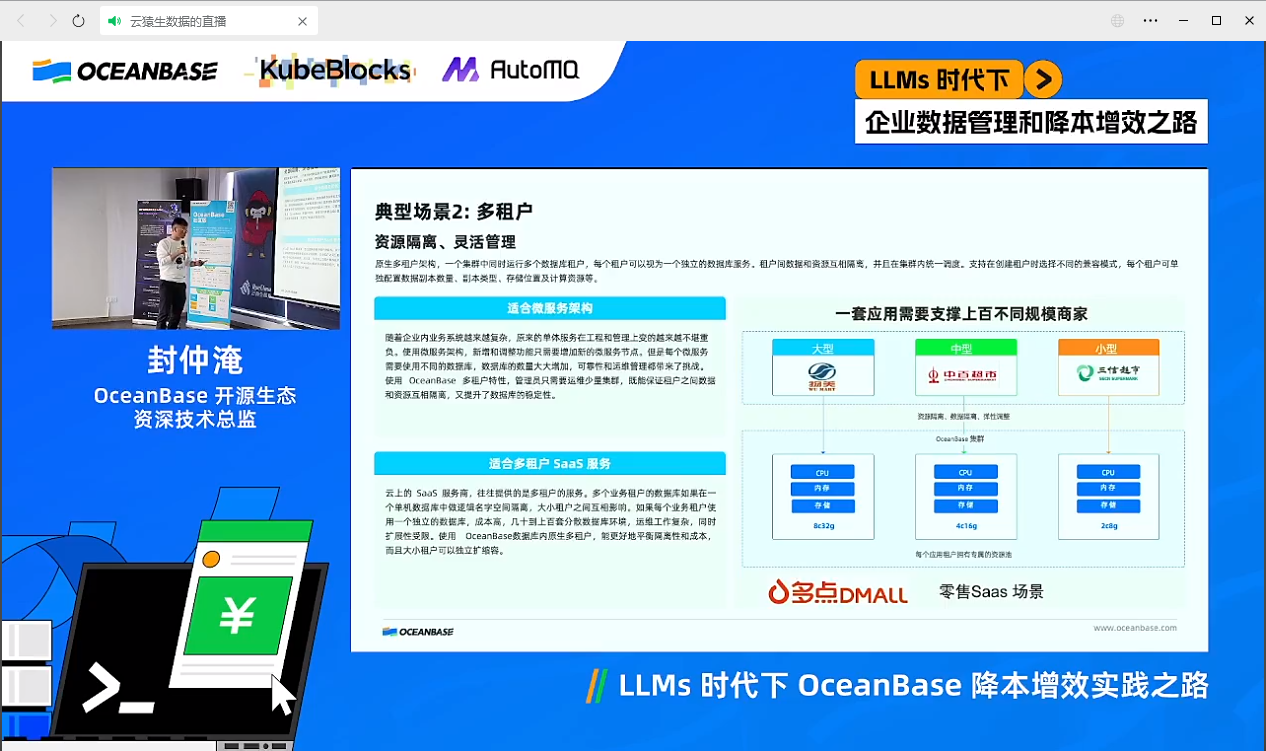 云猿生数据的直播
OCEANBASE
KubeBlocks
AutoMQ
LLMs 时代下
企业数据管理和降本增效之路
封仲淹
OceanBase 开源生态
资深技术总监
典型场景2: 多租户
资源隔离、灵活管理
原生多租户架构，一个集群中同时运行多个数据库租户，每个租户可以视为一个独立的数据库服务。租户间数据和资源互相隔离，并且在集群内统一调度。支持在创建租户时选择不同的兼容模式，每个租户可单
独配置数据副本数量、副本类型、存储位置及计算资源等。
适合微服务架构
随着企业内业务系统越来越复杂，原来的单体服务在工程和管理上变的越来越不堪重
负。使用微服务架构，新增和调整功能只需要增加新的微服务节点。但是每个微服务
需要使用不同的数据库，数据库的数量大大增加，可靠性和运维管理都带来了挑战。
使用 OceanBase 多租户特性，管理员只需要运维少量集群，既能保证租户之间数据
和资源互相隔离，又提升了数据库的稳定性。
适合多租户 SaaS 服务
云上的 SaaS 服务商，往往提供的是多租户的服务。多个业务租户的数据库如果在一
个单机数据库中做逻辑名字空间隔离，大小租户之间互相影响。如果每个业务租户使
用一个独立的数据库，成本高，几十到上百套分散数据库环境，运维工作复杂，同时
扩展性受限。使用 OceanBase数据库内原生多租户，能更好地平衡隔离性和成本，
而且大小租户可以独立扩缩容。
一套应用需要支撑上百不同规模商家
大型
中型
小型
物美
WU MART
中百超市
三信超市
资源隔离、数据隔离、弹性调整
OceanBase 集群
CPU
内存
存储
8c32g
CPU
内存
存储
4c16g
CPU
内存
存储
2c8g
每个应用租户拥有专属的资源池
多点DMALL
零售Saas 场景
OCEANBASE
www.oceanbase.com
¥
LLMs 时代下 OceanBase 降本增效实践之路